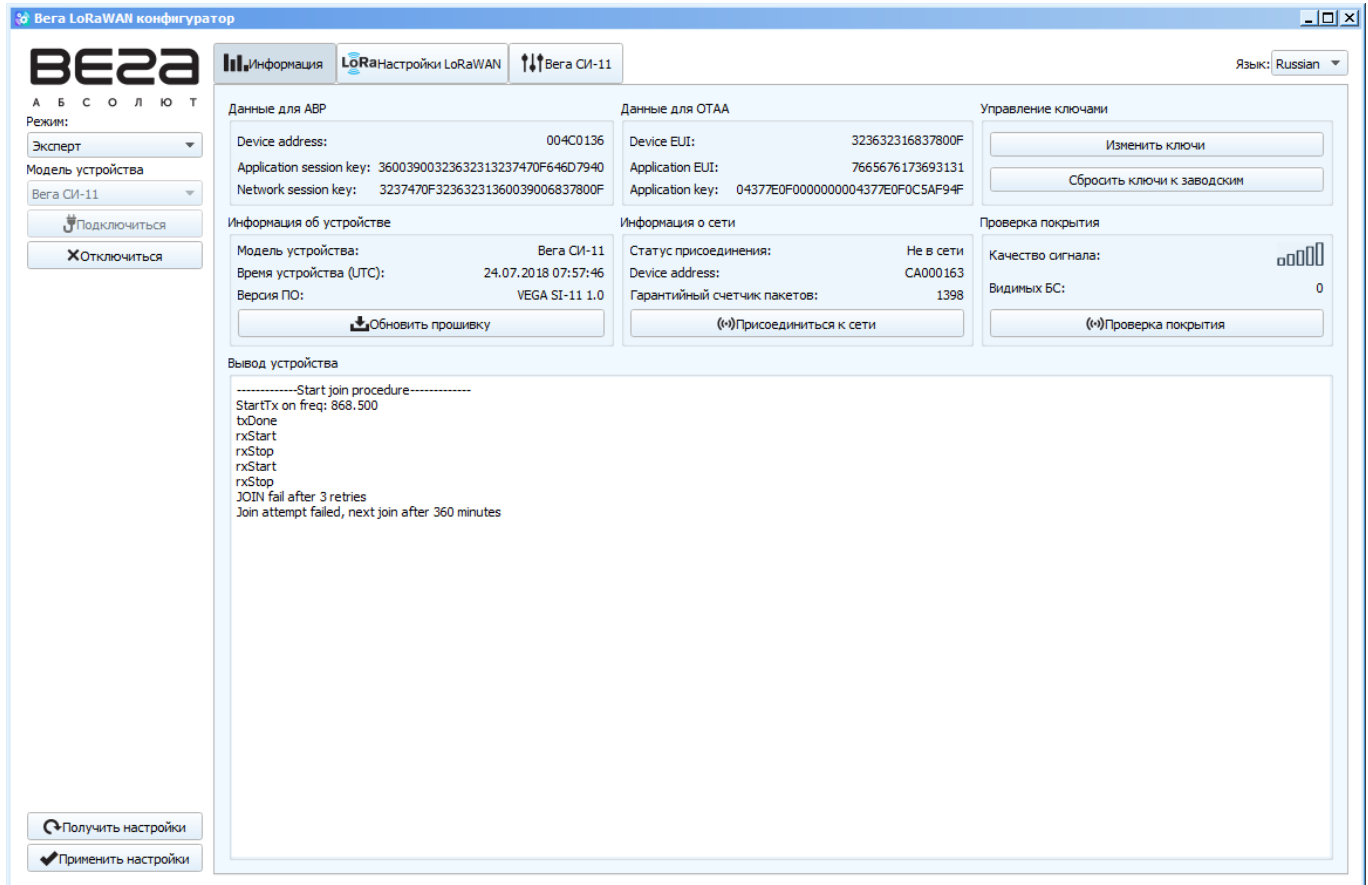 Вега LoRaWAN конфигуратор
ВЕГА
АБСОЛЮТ
Режим:
Эксперт
Модель устройства
Вега СИ-11
Подключиться
Отключиться
Информация
LoRa Настройки LoRaWAN
Вега СИ-11
Язык: Russian
Данные для ABP
Device address: 004C0136
Application session key: 36003900323632313237470F646D7940
Network session key: 3237470F32363231360039006837800F
Данные для OTAA
Device EUI: 323632316837800F
Application EUI: 7665676173693131
Application key: 04377E0F0000000004377E0F0C5AF94F
Управление ключами
Изменить ключи
Сбросить ключи к заводским
Информация об устройстве
Модель устройства: Вега СИ-11
Время устройства (UTC): 24.07.2018 07:57:46
Версия ПО: VEGA SI-11 1.0
Обновить прошивку
Информация о сети
Статус присоединения: Не в сети
Device address: CA000163
Гарантийный счетчик пакетов: 1398
Присоединиться к сети
Проверка покрытия
Качество сигнала:
Видимых БС: 0
Проверка покрытия
Вывод устройства
-------------Start join procedure-------------
StartTx on freq: 868.500
txDone
rxStart
rxStop
rxStart
rxStop
JOIN fail after 3 retries
Join attempt failed, next join after 360 minutes
Получить настройки
Применить настройки